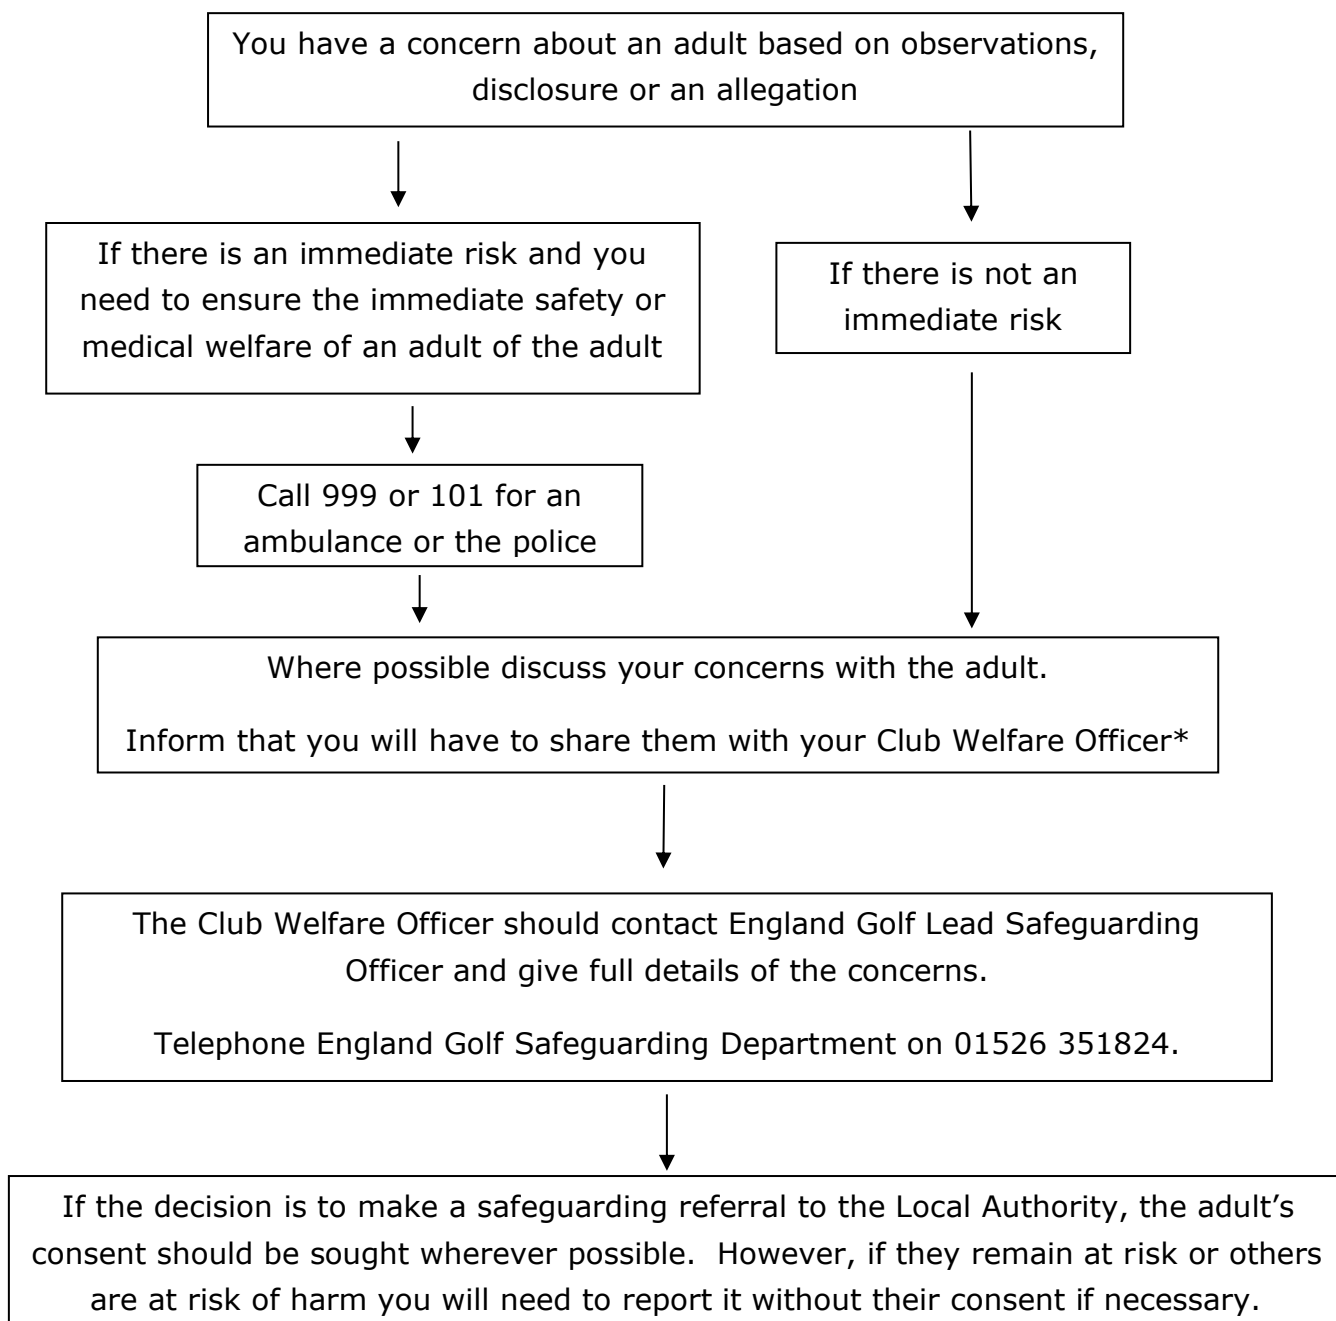 You have a concern about an adult based on observations,
disclosure or an allegation
If there is an immediate risk and you
need to ensure the immediate safety or
medical welfare of an adult of the adult
If there is not an
immediate risk
Call 999 or 101 for an
ambulance or the police
Where possible discuss your concerns with the adult.
Inform that you will have to share them with your Club Welfare Officer*
The Club Welfare Officer should contact England Golf Lead Safeguarding
Officer and give full details of the concerns.
Telephone England Golf Safeguarding Department on 01526 351824.
If the decision is to make a safeguarding referral to the Local Authority, the adult’s
consent should be sought wherever possible.  However, if they remain at risk or others
are at risk of harm you will need to report it without their consent if necessary.